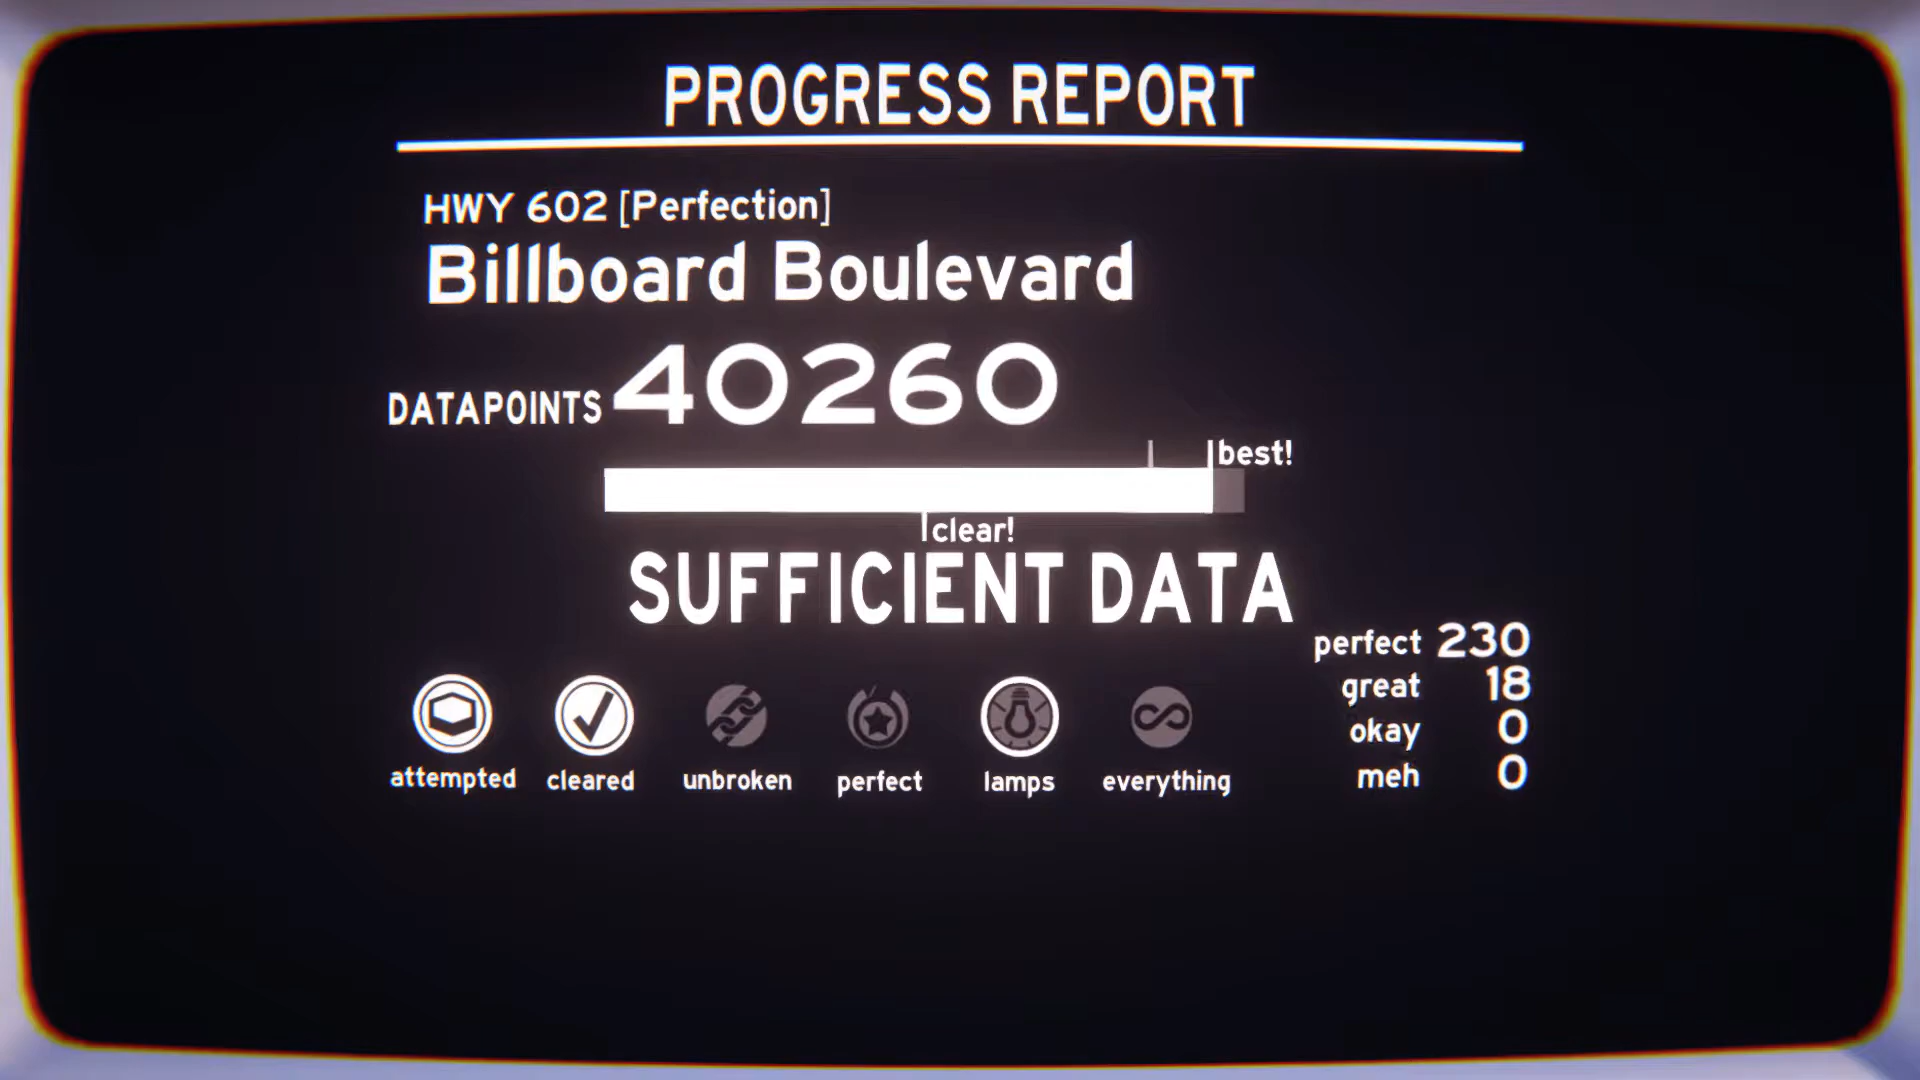 PROGRESS REPORT
HWY 602 [Perfection]
Billboard Boulevard
DATAPOINTS 40260
best!
clear!
SUFFICIENT DATA
perfect 230
great 18
okay 0
meh 0
attempted cleared unbroken perfect lamps everything